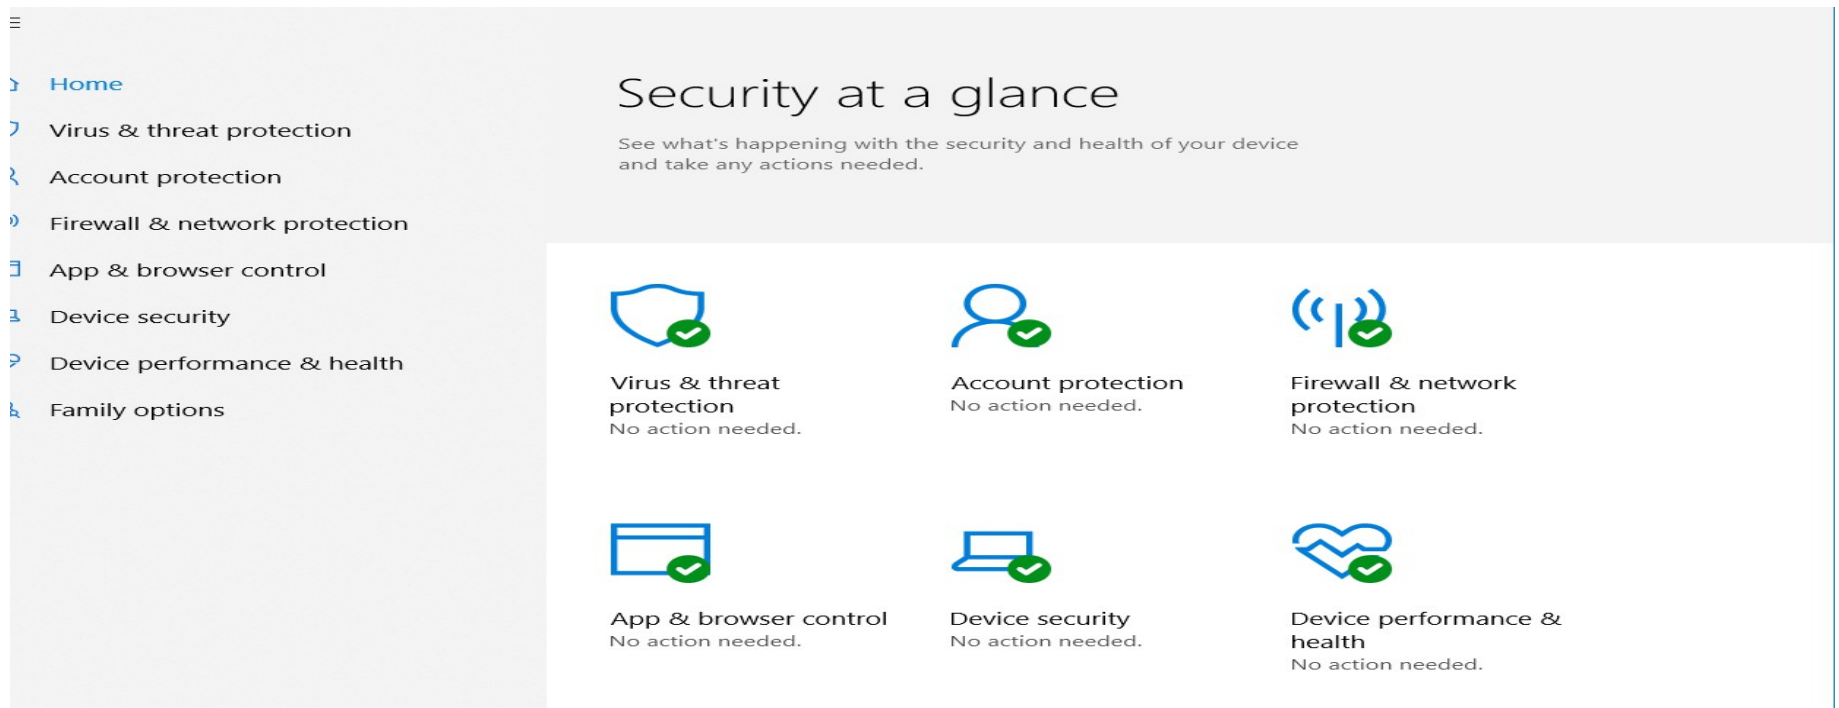 Home
Virus & threat protection
Account protection
Firewall & network protection
App & browser control
Device security
Device performance & health
Family options
Security at a glance
See what's happening with the security and health of your device
and take any actions needed.
Virus & threat
protection
No action needed.
Account protection
No action needed.
Firewall & network
protection
No action needed.
App & browser control
No action needed.
Device security
No action needed.
Device performance &
health
No action needed.